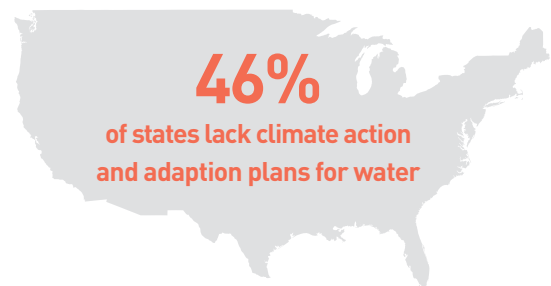 46%
of states lack climate action
and adaption plans for water